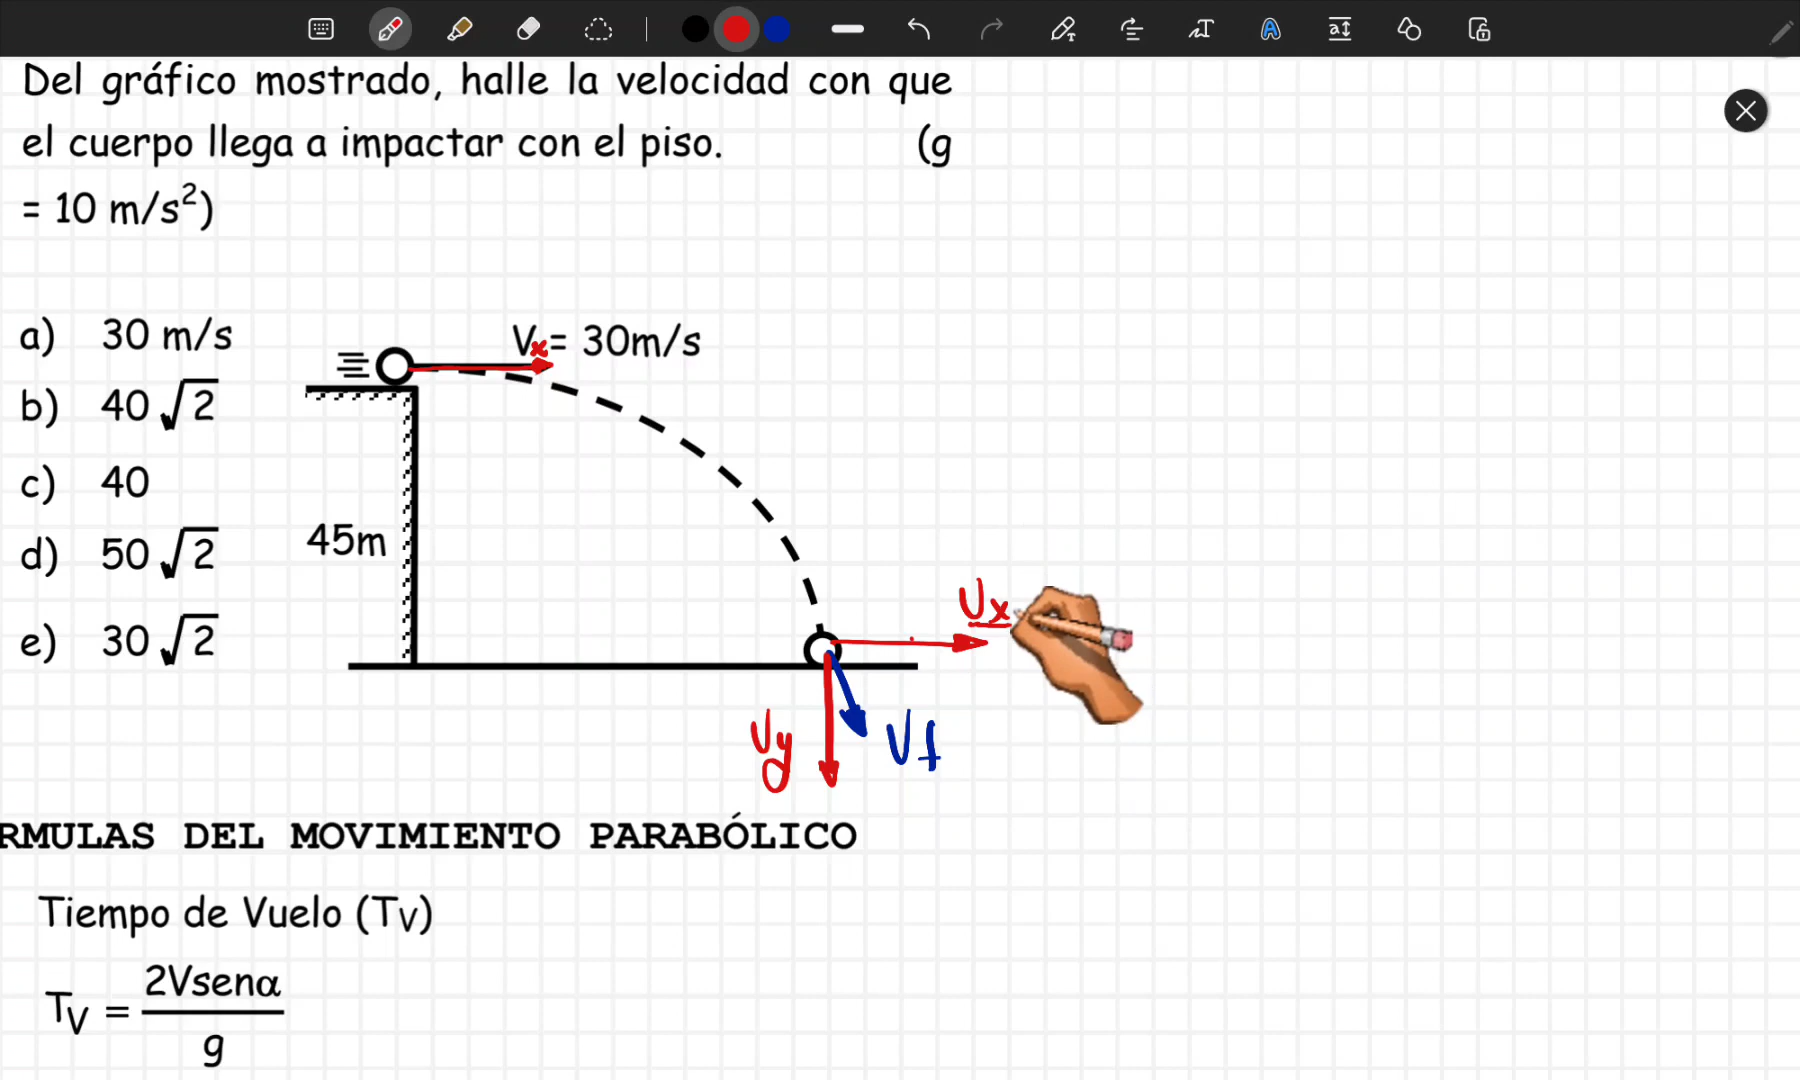 Del gráfico mostrado, halle la velocidad con que
el cuerpo llega a impactar con el piso. (g
= 10 m/s²)
a) 30 m/s
b) 40√2
c) 40
d) 50√2
e) 30√2
Vx = 30m/s
45m
Vx
Vy
Vf
RMULAS DEL MOVIMIENTO PARABÓLICO
Tiempo de Vuelo (TV)
TV = 2Vsenα
g